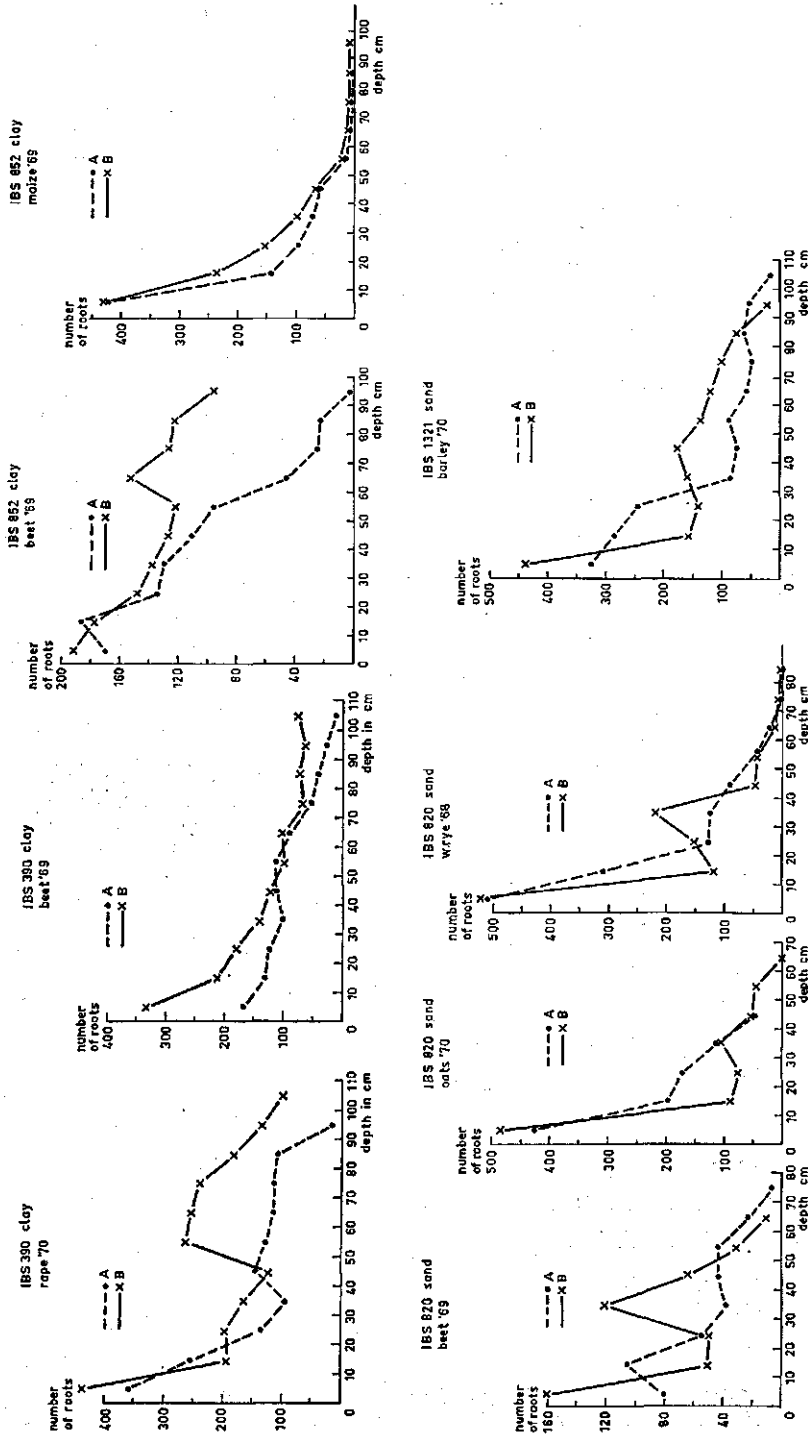 IBS 390 clay
rape '70
number
of roots
A
B
400
300
200
100
0 10 20 30 40 50 60 70 80 90 100 110
depth in cm
IBS 390 clay
beet '69
number
of roots
A
B
400
300
200
100
0 10 20 30 40 50 60 70 80 90 100 110
depth in cm
IBS 852 clay
beet '69
number
of roots
A
B
200
160
120
80
40
0 10 20 30 40 50 60 70 80 90 100
depth cm
IBS 852 clay
maize '69
number
of roots
A
B
400
300
200
100
0 10 20 30 40 50 60 70 80 90 100
depth cm
IBS 820 sand
beet '69
number
of roots
A
B
160
120
80
40
0 10 20 30 40 50 60 70 80
depth cm
IBS 820 sand
oats '70
number
of roots
A
B
500
400
300
200
100
0 10 20 30 40 50 60 70
depth cm
IBS 820 sand
w.rye '68
number
of roots
A
B
500
400
300
200
100
0 10 20 30 40 50 60 70 80
depth cm
IBS 1321 sand
barley '70
number
of roots
A
B
500
400
300
200
100
0 10 20 30 40 50 60 70 80 90 100
depth cm